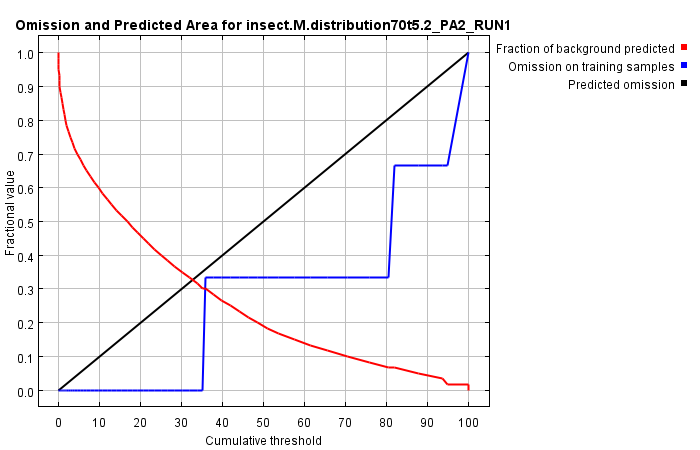 Omission and Predicted Area for insect.M.distribution70t5.2_PA2_RUN1
Fraction of background predicted
Omission on training samples
Predicted omission
Fractional value
1.0
0.9
0.8
0.7
0.6
0.5
0.4
0.3
0.2
0.1
0.0
0 10 20 30 40 50 60 70 80 90 100
Cumulative threshold